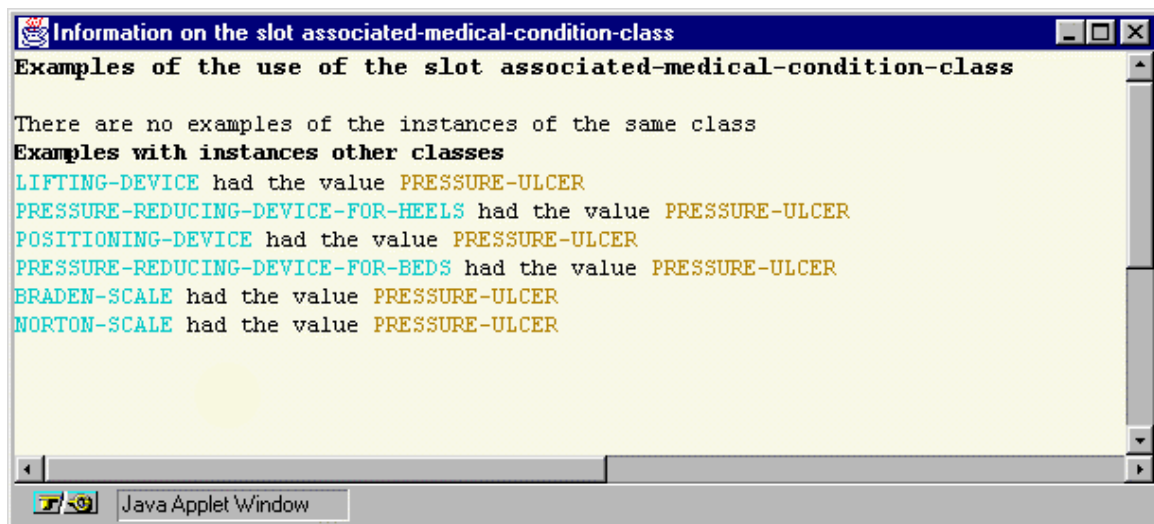 Information on the slot associated-medical-condition-class
Examples of the use of the slot associated-medical-condition-class
There are no examples of the instances of the same class
Examples with instances other classes
LIFTING-DEVICE had the value PRESSURE-ULCER
PRESSURE-REDUCING-DEVICE-FOR-HEELS had the value PRESSURE-ULCER
POSITIONING-DEVICE had the value PRESSURE-ULCER
PRESSURE-REDUCING-DEVICE-FOR-BEDS had the value PRESSURE-ULCER
BRADEN-SCALE had the value PRESSURE-ULCER
NORTON-SCALE had the value PRESSURE-ULCER
Java Applet Window